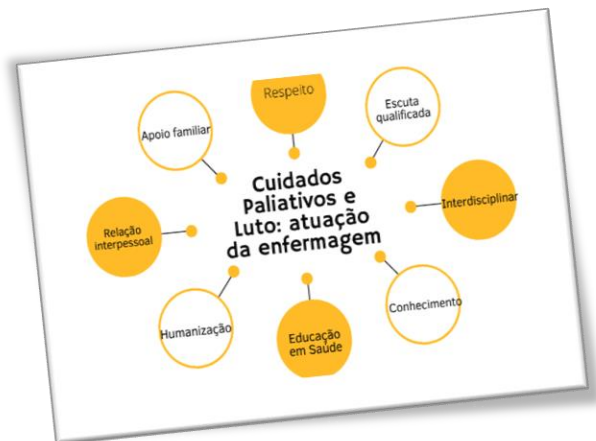 Respeito
Escuta
qualificada
Apoio familiar
Cuidados
Paliativos e
Luto: atuação
da enfermagem
Interdisciplinar
Relação
interpessoal
Conhecimento
Humanização
Educação
em Saúde